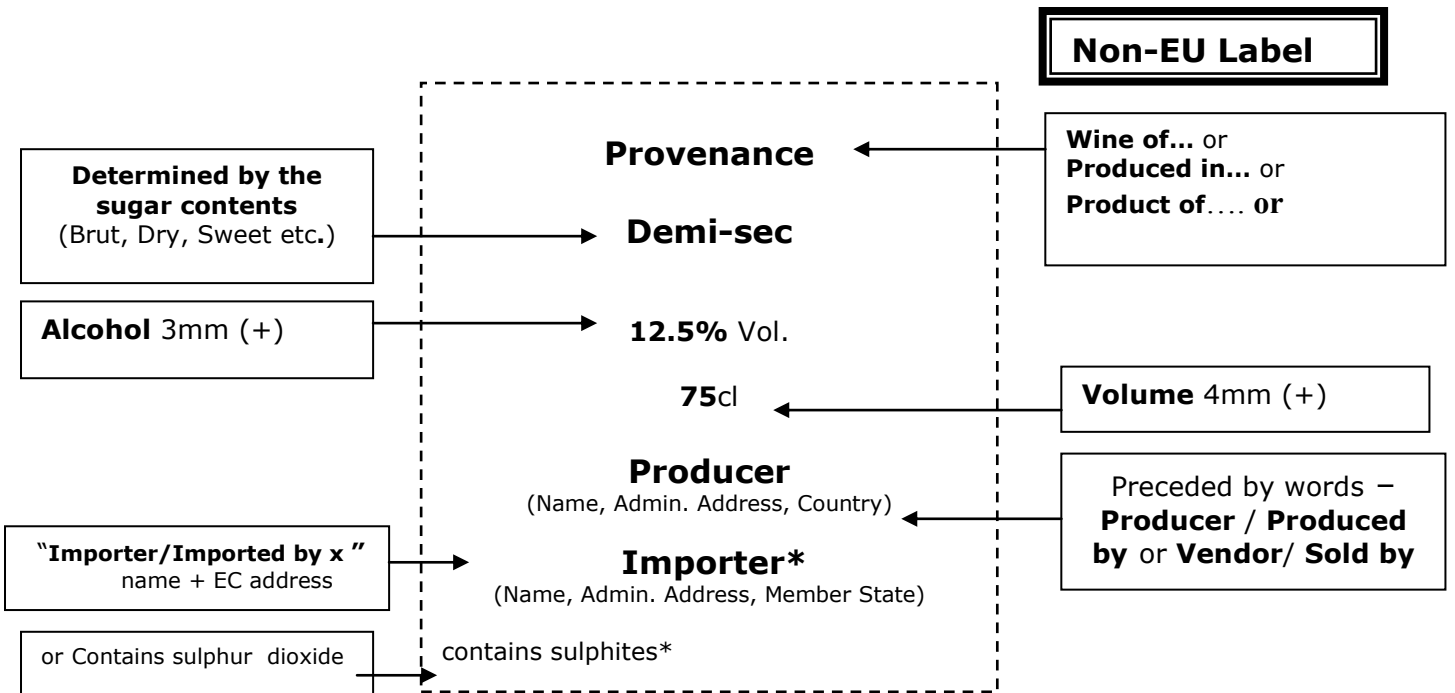 Non-EU Label
Provenance
Wine of… or
Produced in… or
Product of…. or
Determined by the
sugar contents
(Brut, Dry, Sweet etc.)
Demi-sec
Alcohol 3mm (+)
12.5% Vol.
75cl
Volume 4mm (+)
Producer
(Name, Admin. Address, Country)
Preceded by words –
Producer / Produced
by or Vendor/ Sold by
“Importer/Imported by x ”
name + EC address
Importer*
(Name, Admin. Address, Member State)
or Contains sulphur dioxide
contains sulphites*